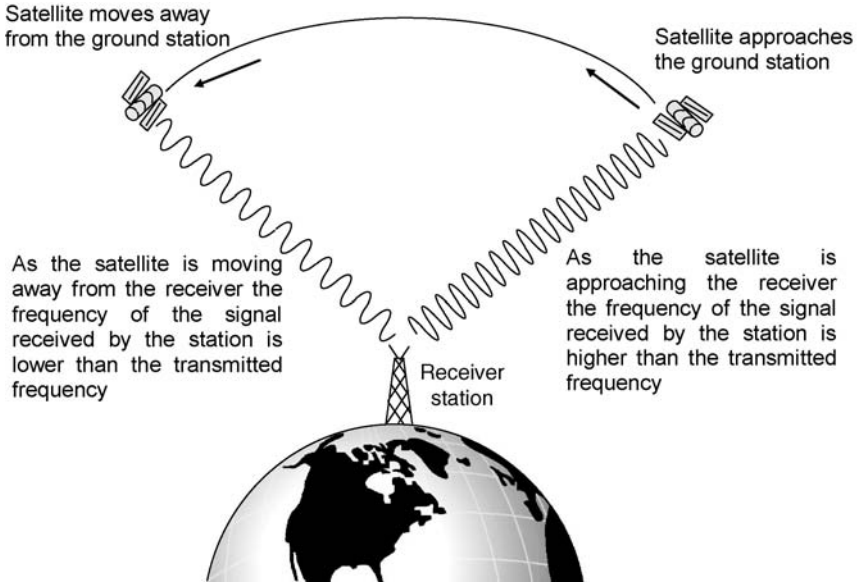 Satellite moves away
from the ground station
Satellite approaches
the ground station
As the satellite is moving
away from the receiver the
frequency of the signal
received by the station is
lower than the transmitted
frequency
As the satellite is
approaching the receiver
the frequency of the signal
received by the station is
higher than the transmitted
frequency
Receiver
station